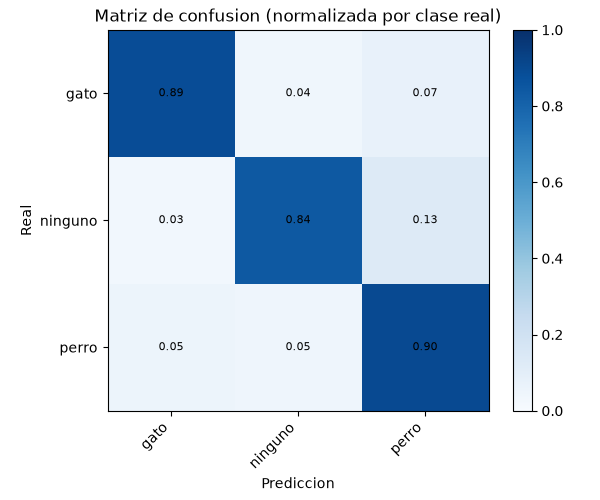 Matriz de confusion (normalizada por clase real)
1.0
gato
0.89
0.04
0.07
0.8
0.6
Real
ninguno
0.03
0.84
0.13
0.4
perro
0.05
0.05
0.90
0.2
0.0
gato
ninguno
perro
Prediccion